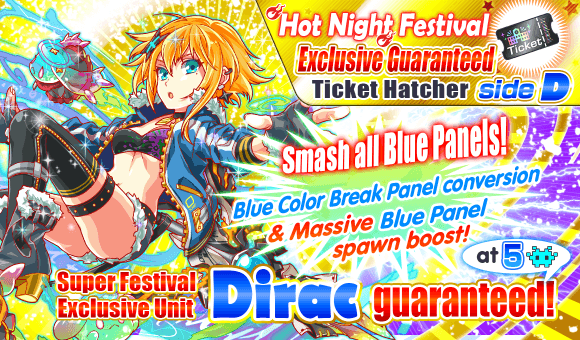 Hot Night Festival
Exclusive Guaranteed
Ticket!
Ticket Hatcher side D
Smash all Blue Panels!
Blue Color Break Panel conversion
& Massive Blue Panel
spawn boost!
at 5
Super Festival
Exclusive Unit
Dirac guaranteed!